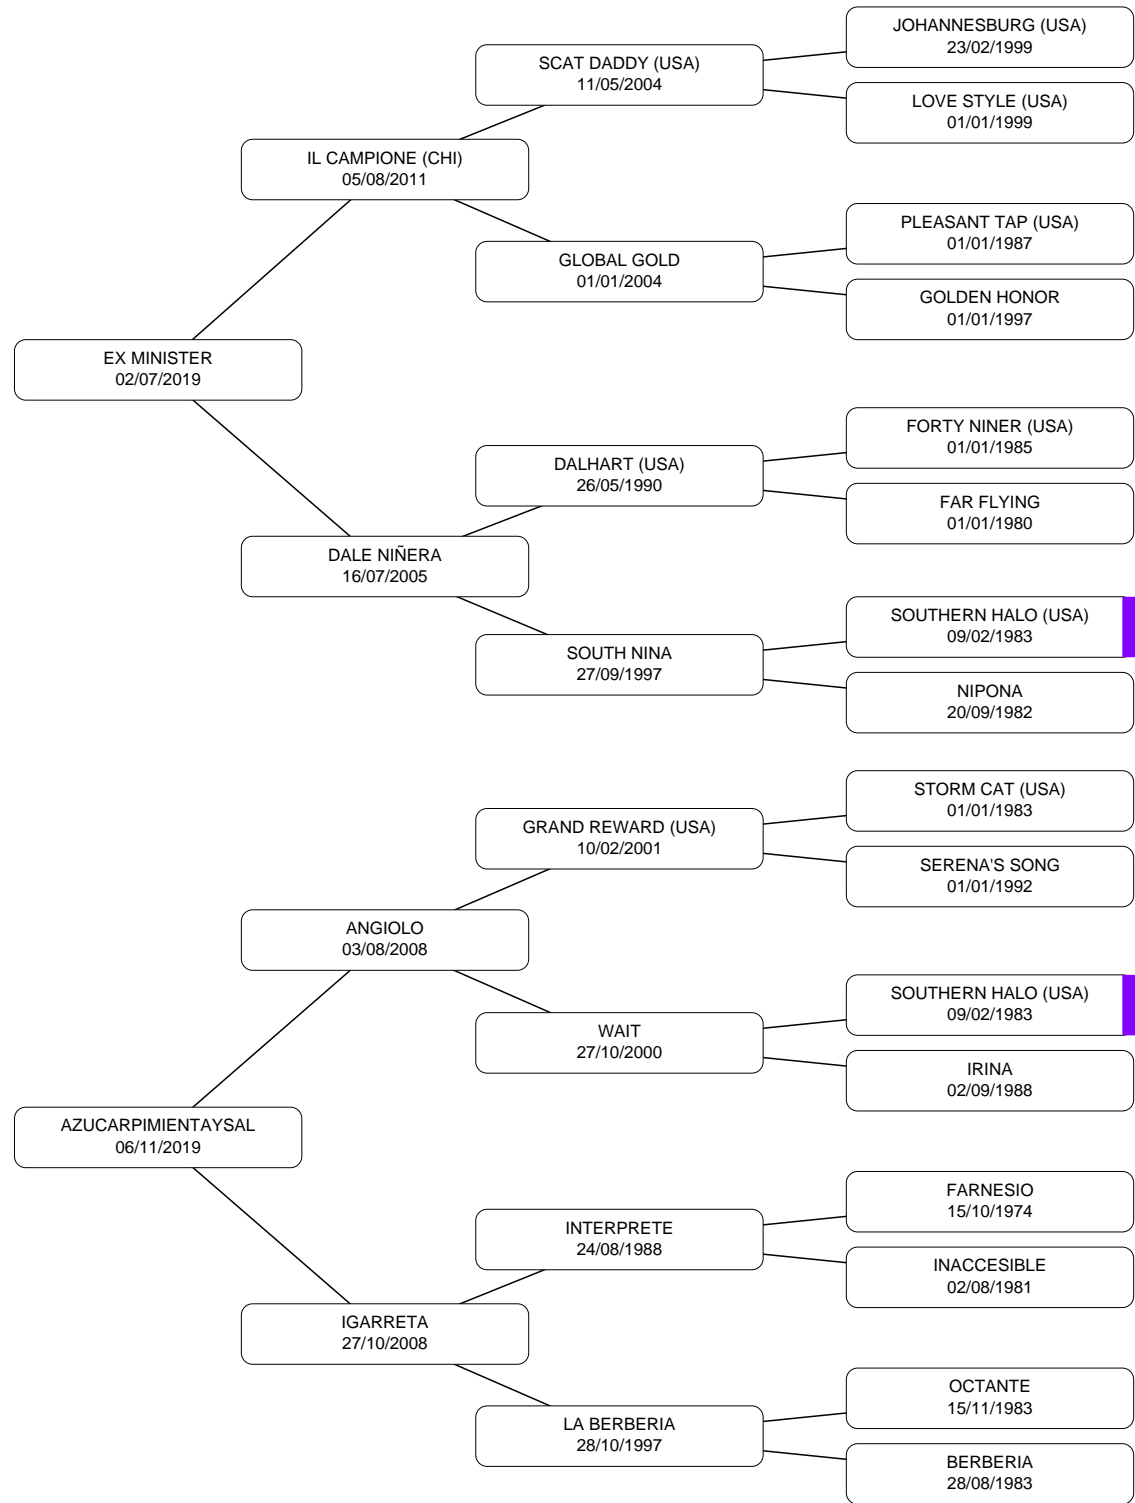 JOHANNESBURG (USA)
23/02/1999
SCAT DADDY (USA)
11/05/2004
LOVE STYLE (USA)
01/01/1999
IL CAMPIONE (CHI)
05/08/2011
PLEASANT TAP (USA)
01/01/1987
GLOBAL GOLD
01/01/2004
GOLDEN HONOR
01/01/1997
EX MINISTER
02/07/2019
FORTY NINER (USA)
01/01/1985
DALHART (USA)
26/05/1990
FAR FLYING
01/01/1980
DALE NIÑERA
16/07/2005
SOUTHERN HALO (USA)
09/02/1983
SOUTH NINA
27/09/1997
NIPONA
20/09/1982
STORM CAT (USA)
01/01/1983
GRAND REWARD (USA)
10/02/2001
SERENA'S SONG
01/01/1992
ANGIOLO
03/08/2008
SOUTHERN HALO (USA)
09/02/1983
WAIT
27/10/2000
IRINA
02/09/1988
AZUCARPIMIENTAYSAL
06/11/2019
FARNESIO
15/10/1974
INTERPRETE
24/08/1988
INACCESIBLE
02/08/1981
IGARRETA
27/10/2008
OCTANTE
15/11/1983
LA BERBERIA
28/10/1997
BERBERIA
28/08/1983